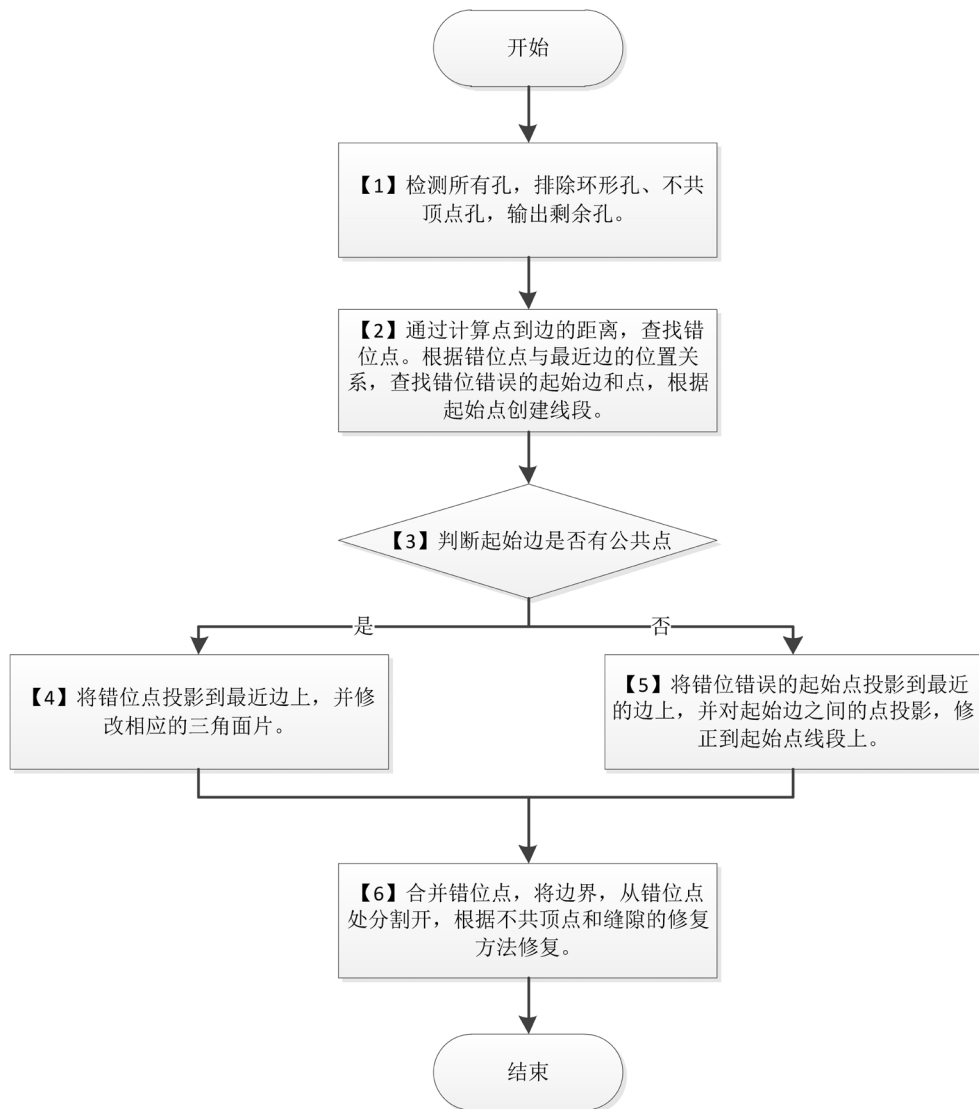 开始
【1】检测所有孔，排除环形孔、不共
顶点孔，输出剩余孔。
【2】通过计算点到边的距离，查找错
位点。根据错位点与最近边的位置关
系，查找错位错误的起始边和点，根据
起始点创建线段。
【3】判断起始边是否有公共点
是
否
【4】将错位点投影到最近边上，并修
改相应的三角面片。
【5】将错位错误的起始点投影到最近
的边上，并对起始边之间的点投影，修
正到起始点线段上。
【6】合并错位点，将边界，从错位点
处分割开，根据不共顶点和缝隙的修复
方法修复。
结束